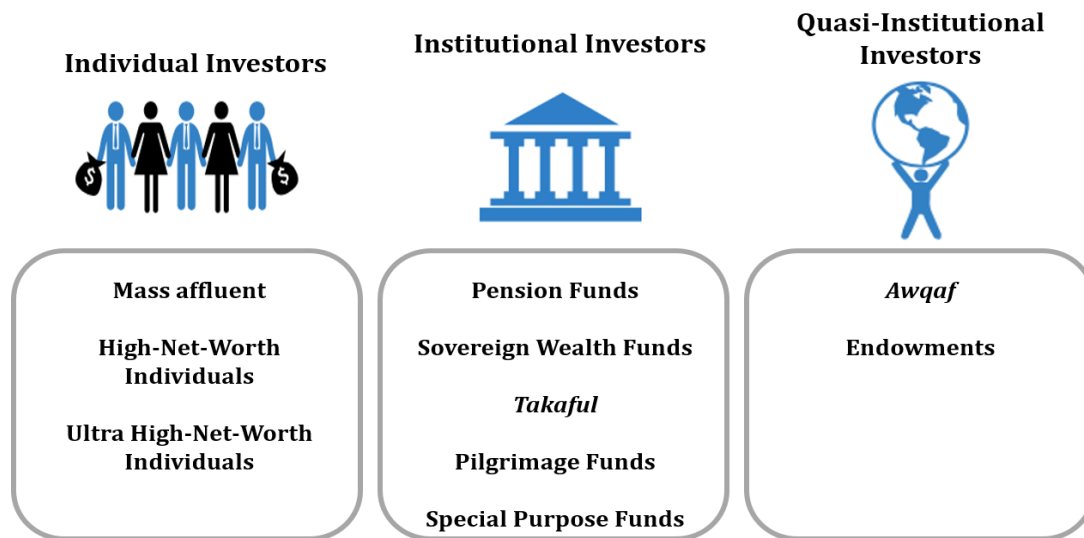 Individual Investors
$
$
Mass affluent
High-Net-Worth
Individuals
Ultra High-Net-Worth
Individuals
Institutional Investors
Pension Funds
Sovereign Wealth Funds
Takaful
Pilgrimage Funds
Special Purpose Funds
Quasi-Institutional
Investors
Awqaf
Endowments